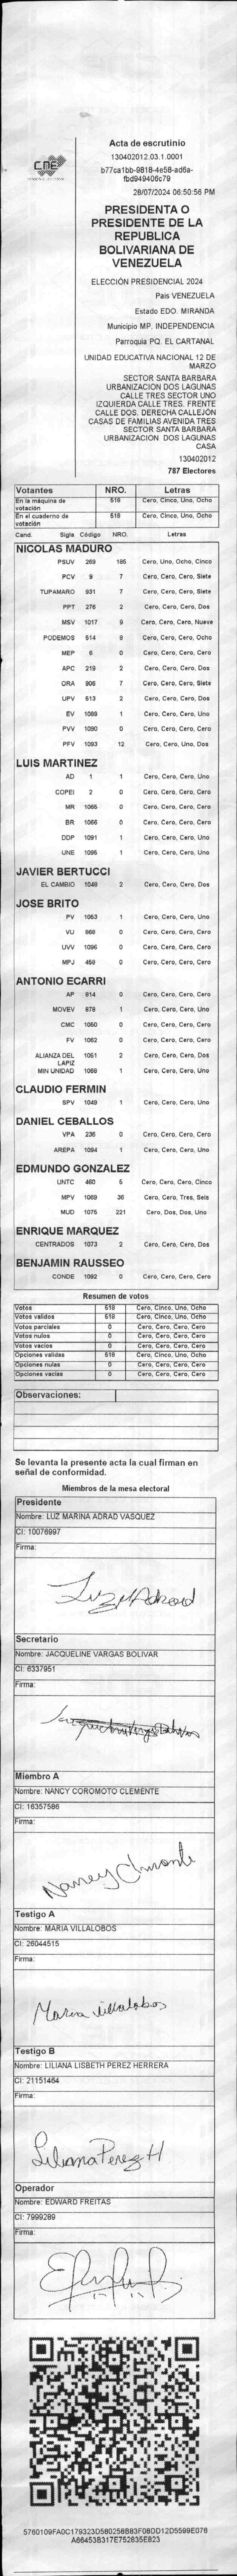 CNE
Acta de escrutinio
130402012.03.1.0001
b77ca1bb-9818-4e58-ad6a-
fbd949406c79
28/07/2024 06:50:56 PM
PRESIDENTA O
PRESIDENTE DE LA
REPUBLICA
BOLIVARIANA DE
VENEZUELA
ELECCIÓN PRESIDENCIAL 2024
Pais VENEZUELA
Estado EDO. MIRANDA
Municipio MP. INDEPENDENCIA
Parroquia PQ. EL CARTANAL
UNIDAD EDUCATIVA NACIONAL 12 DE
MARZO
SECTOR SANTA BARBARA
URBANIZACION DOS LAGUNAS
CALLE TRES SECTOR UNO
IZQUIERDA CALLE TRES. FRENTE
CALLE DOS. DERECHA CALLEJÓN
CASAS DE FAMILIAS AVENIDA TRES
SECTOR SANTA BARBARA
URBANIZACION DOS LAGUNAS
CASA
130402012
787 Electores
Votantes NRO. Letras
En la máquina de votación 518 Cero, Cinco, Uno, Ocho
En el cuaderno de votación 518 Cero, Cinco, Uno, Ocho
Cand. Sigla Código NRO. Letras
NICOLAS MADURO
PSUV 269 185 Cero, Uno, Ocho, Cinco
PCV 9 7 Cero, Cero, Cero, Siete
TUPAMARO 931 7 Cero, Cero, Cero, Siete
PPT 276 2 Cero, Cero, Cero, Dos
MSV 1017 9 Cero, Cero, Cero, Nueve
PODEMOS 514 8 Cero, Cero, Cero, Ocho
MEP 6 0 Cero, Cero, Cero, Cero
APC 219 2 Cero, Cero, Cero, Dos
ORA 906 7 Cero, Cero, Cero, Siete
UPV 513 2 Cero, Cero, Cero, Dos
EV 1089 1 Cero, Cero, Cero, Uno
PVV 1090 0 Cero, Cero, Cero, Cero
PFV 1093 12 Cero, Cero, Uno, Dos
LUIS MARTINEZ
AD 1 1 Cero, Cero, Cero, Uno
COPEI 2 0 Cero, Cero, Cero, Cero
MR 1065 0 Cero, Cero, Cero, Cero
BR 1066 0 Cero, Cero, Cero, Cero
DDP 1091 1 Cero, Cero, Cero, Uno
UNE 1095 1 Cero, Cero, Cero, Uno
JAVIER BERTUCCI
EL CAMBIO 1048 2 Cero, Cero, Cero, Dos
JOSE BRITO
PV 1053 1 Cero, Cero, Cero, Uno
VU 868 0 Cero, Cero, Cero, Cero
UVV 1096 0 Cero, Cero, Cero, Cero
MPJ 459 0 Cero, Cero, Cero, Cero
ANTONIO ECARRI
AP 814 0 Cero, Cero, Cero, Cero
MOVEV 978 1 Cero, Cero, Cero, Uno
CMC 1050 0 Cero, Cero, Cero, Cero
FV 1062 0 Cero, Cero, Cero, Cero
ALIANZA DEL LAPIZ 1051 2 Cero, Cero, Cero, Dos
MIN UNIDAD 1068 1 Cero, Cero, Cero, Uno
CLAUDIO FERMIN
SPV 1049 1 Cero, Cero, Cero, Uno
DANIEL CEBALLOS
VPA 236 0 Cero, Cero, Cero, Cero
AREPA 1094 1 Cero, Cero, Cero, Uno
EDMUNDO GONZALEZ
UNTC 460 5 Cero, Cero, Cero, Cinco
MPV 1069 36 Cero, Cero, Tres, Seis
MUD 1075 221 Cero, Dos, Dos, Uno
ENRIQUE MARQUEZ
CENTRADOS 1073 2 Cero, Cero, Cero, Dos
BENJAMIN RAUSSEO
CONDE 1092 0 Cero, Cero, Cero, Cero
Resumen de votos
Votos 518 Cero, Cinco, Uno, Ocho
Votos validos 518 Cero, Cinco, Uno, Ocho
Votos parciales 0 Cero, Cero, Cero, Cero
Votos nulos 0 Cero, Cero, Cero, Cero
Votos vacios 0 Cero, Cero, Cero, Cero
Opciones validas 518 Cero, Cinco, Uno, Ocho
Opciones nulas 0 Cero, Cero, Cero, Cero
Opciones vacias 0 Cero, Cero, Cero, Cero
Observaciones:
Se levanta la presente acta la cual firman en
señal de conformidad.
Miembros de la mesa electoral
Presidente
Nombre: LUZ MARINA ADRAD VASQUEZ
CI: 10076997
Firma:
Luz M Adrad
Secretario
Nombre: JACQUELINE VARGAS BOLIVAR
CI: 6337951
Firma:
Miembro A
Nombre: NANCY COROMOTO CLEMENTE
CI: 16357586
Firma:
Nancy Clemente
Testigo A
Nombre: MARIA VILLALOBOS
CI: 26044515
Firma:
Maria Villalobos
Testigo B
Nombre: LILIANA LISBETH PEREZ HERRERA
CI: 21151464
Firma:
Liliana Perez H
Operador
Nombre: EDWARD FREITAS
CI: 7999289
Firma:
5760109FA0C179323D580258B83F08DD12D5599E078
A66453B317E752835E823